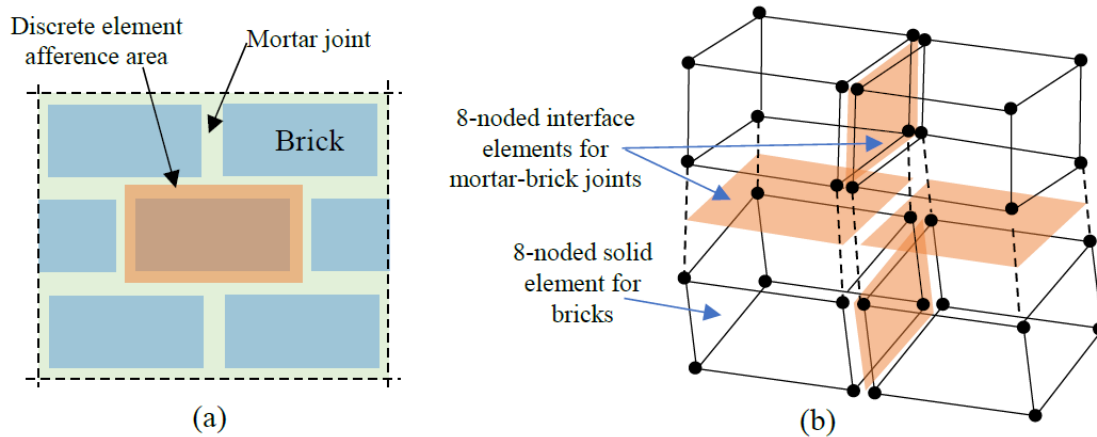 Discrete element
afference area
Mortar joint
Brick
(a)
8-noded interface
elements for
mortar-brick joints
8-noded solid
element for
bricks
(b)